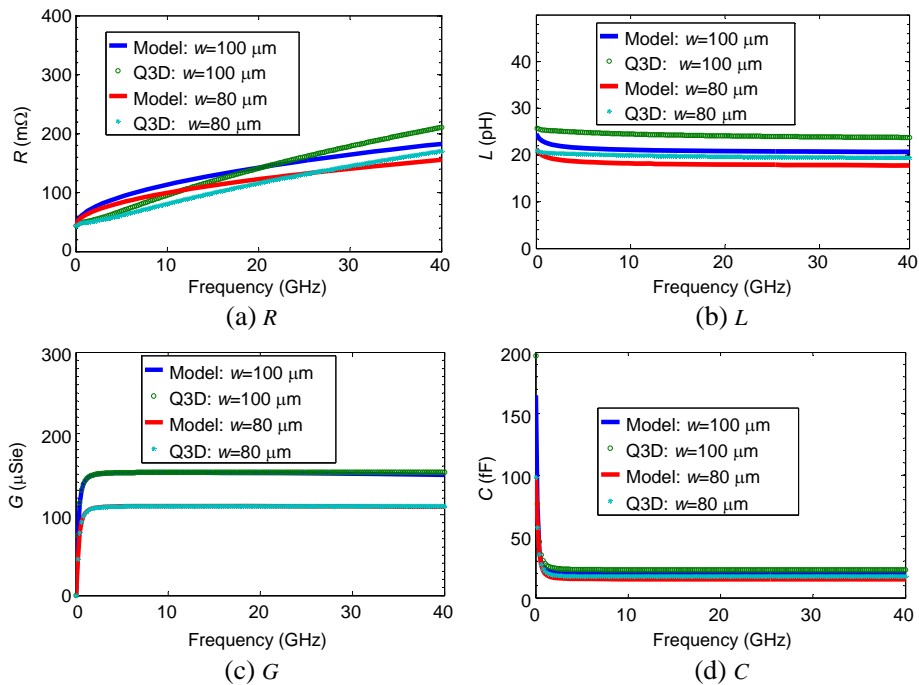 400
300
200
100
0
R (mΩ)
Model: w=100 μm
Q3D: w=100 μm
Model: w=80 μm
Q3D: w=80 μm
0 10 20 30 40
Frequency (GHz)
(a) R
40
20
0
L (pH)
Model: w=100 μm
Q3D: w=100 μm
Model: w=80 μm
Q3D: w=80 μm
0 10 20 30 40
Frequency (GHz)
(b) L
300
200
100
0
G (μSie)
Model: w=100 μm
Q3D: w=100 μm
Model: w=80 μm
Q3D: w=80 μm
0 10 20 30 40
Frequency (GHz)
(c) G
200
150
100
50
0
C (fF)
Model: w=100 μm
Q3D: w=100 μm
Model: w=80 μm
Q3D: w=80 μm
0 10 20 30 40
Frequency (GHz)
(d) C